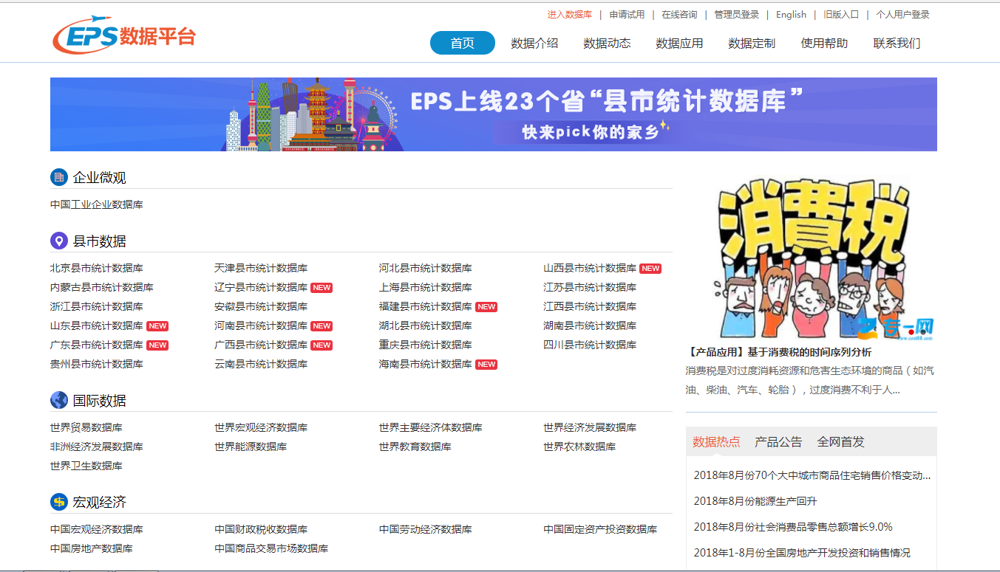 进入数据库 | 申请试用 | 在线咨询 | 管理员登录 | English | 旧版入口 | 个人用户登录
EPS数据平台
首页 数据介绍 数据动态 数据应用 数据定制 使用帮助 联系我们
EPS上线23个省“县市统计数据库”
快来pick你的家乡
企业微观
中国工业企业数据库
县市数据
北京县市统计数据库 天津县市统计数据库 河北县市统计数据库 山西县市统计数据库 NEW
内蒙古县市统计数据库 辽宁县市统计数据库 NEW 上海县市统计数据库 江苏县市统计数据库
浙江县市统计数据库 安徽县市统计数据库 福建县市统计数据库 NEW 江西县市统计数据库
山东县市统计数据库 NEW 河南县市统计数据库 NEW 湖北县市统计数据库 湖南县市统计数据库
广东县市统计数据库 NEW 广西县市统计数据库 NEW 重庆县市统计数据库 四川县市统计数据库
贵州县市统计数据库 云南县市统计数据库 海南县市统计数据库 NEW
国际数据
世界贸易数据库 世界宏观经济数据库 世界主要经济体数据库 世界经济发展数据库
非洲经济发展数据库 世界能源数据库 世界教育数据库 世界农林数据库
世界卫生数据库
宏观经济
中国宏观经济数据库 中国财政税收数据库 中国劳动经济数据库 中国固定资产投资数据库
中国房地产数据库 中国商品交易市场数据库
消费税
专一网
【产品应用】基于消费税的时间序列分析
消费税是对过度消耗资源和危害生态环境的商品（如汽
油、柴油、汽车、轮胎），过度消费不利于人...
数据热点 产品公告 全网首发
2018年8月份70个大中城市商品住宅销售价格变动...
2018年8月份能源生产回升
2018年8月份社会消费品零售总额增长9.0%
2018年1-8月份全国房地产开发投资和销售情况